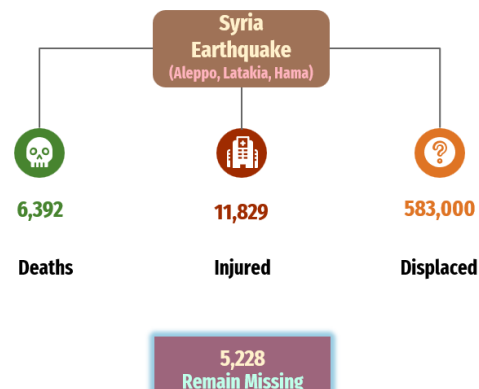 Syria
Earthquake
(Aleppo, Latakia, Hama)
6,392
11,829
583,000
Deaths
Injured
Displaced
5,228
Remain Missing